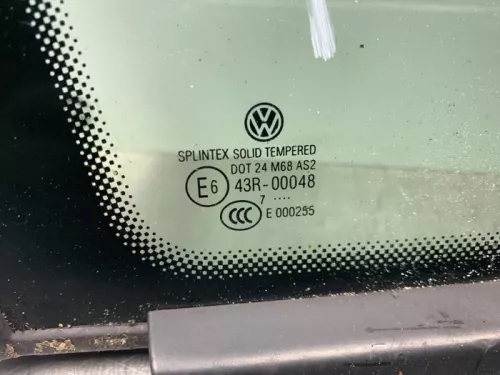 SPLINTEX SOLID TEMPERED
DOT 24 M68 AS2
E6 43R-00048
7 ....
CCC E 000255